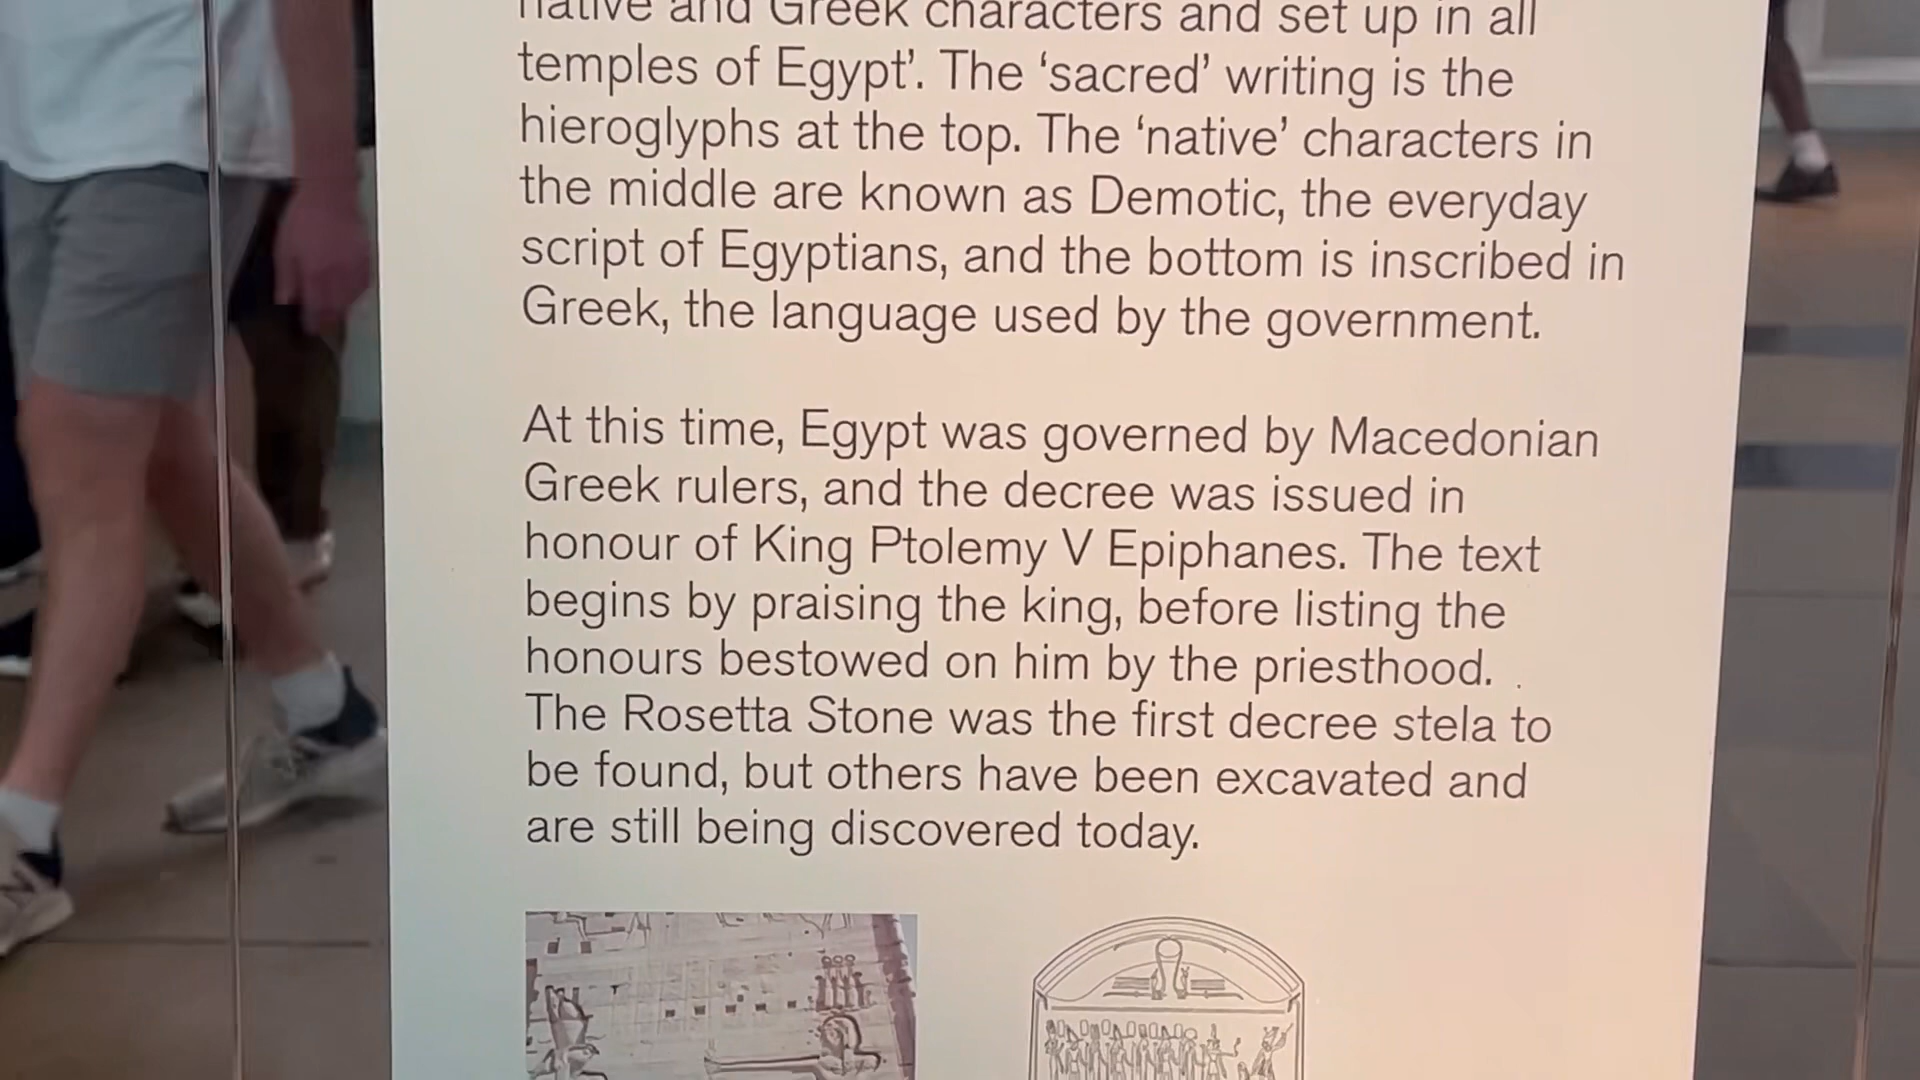 native and Greek characters and set up in all
temples of Egypt’. The ‘sacred’ writing is the
hieroglyphs at the top. The ‘native’ characters in
the middle are known as Demotic, the everyday
script of Egyptians, and the bottom is inscribed in
Greek, the language used by the government.
At this time, Egypt was governed by Macedonian
Greek rulers, and the decree was issued in
honour of King Ptolemy V Epiphanes. The text
begins by praising the king, before listing the
honours bestowed on him by the priesthood.
The Rosetta Stone was the first decree stela to
be found, but others have been excavated and
are still being discovered today.